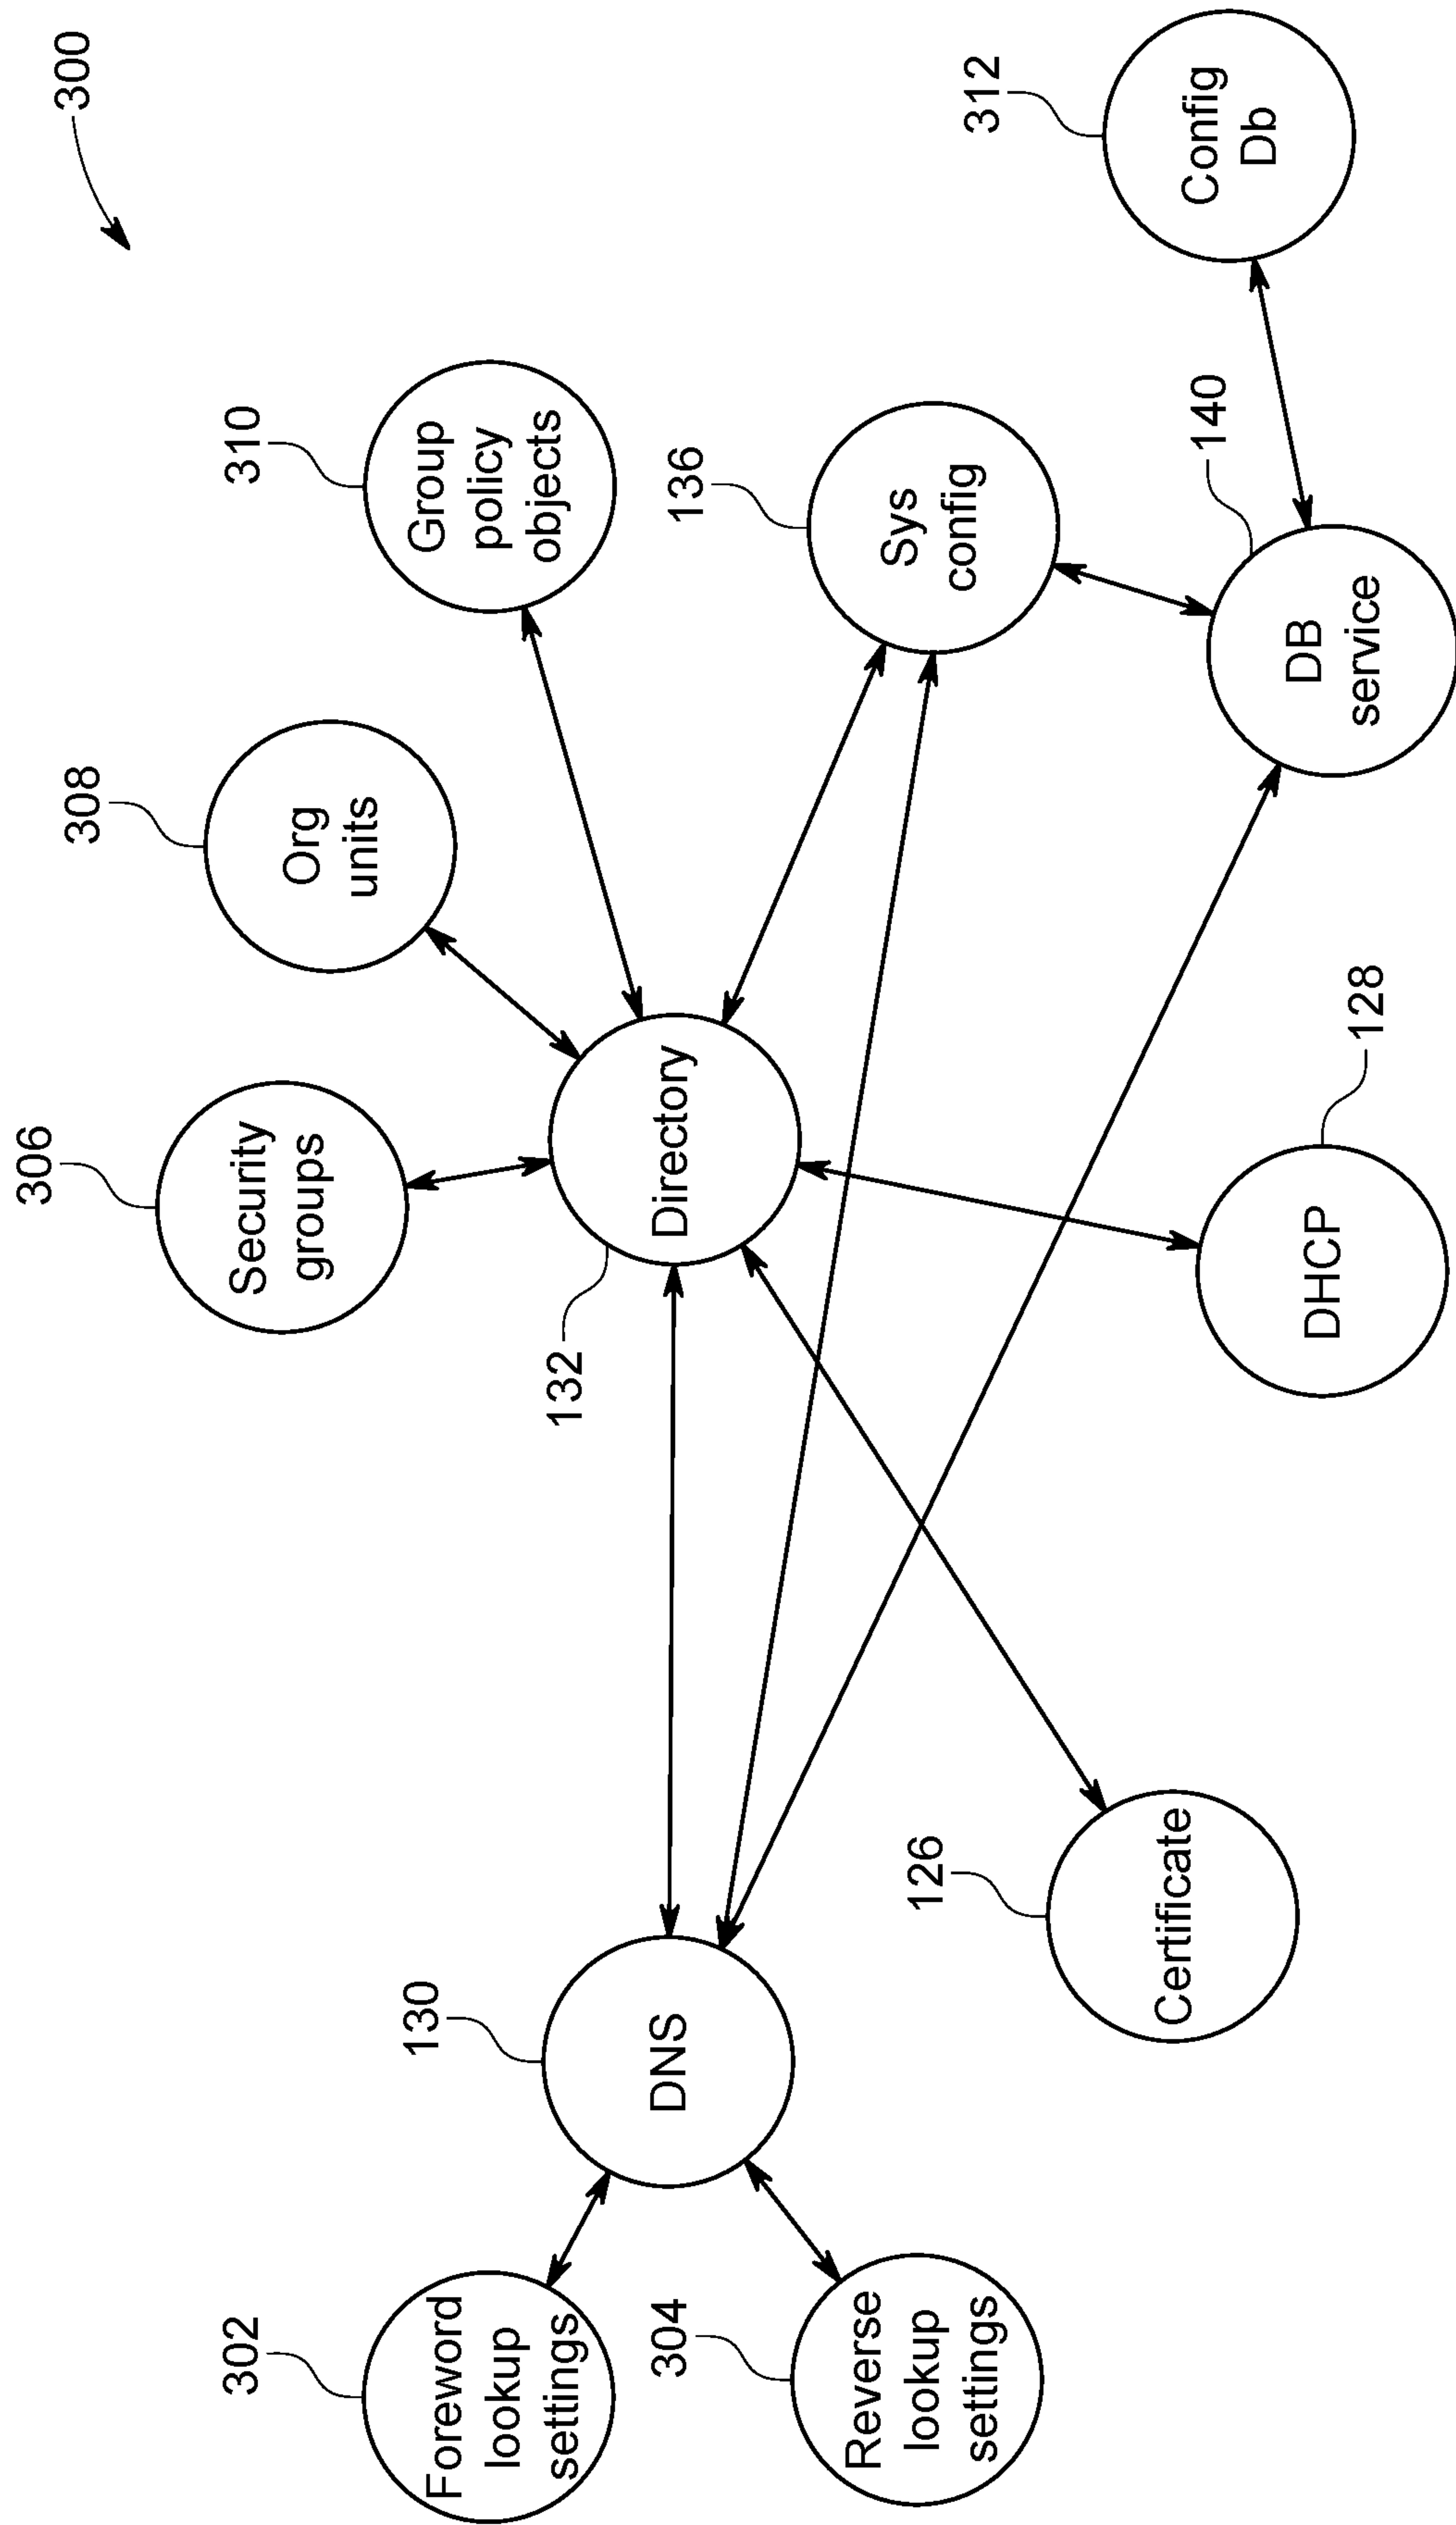 300
306
Security
groups
308
Org
units
302
Foreword
lookup
settings
310
Group
policy
objects
130
DNS
132
Directory
304
Reverse
lookup
settings
136
Sys
config
312
Config
Db
126
Certificate
140
DB
service
DHCP
128